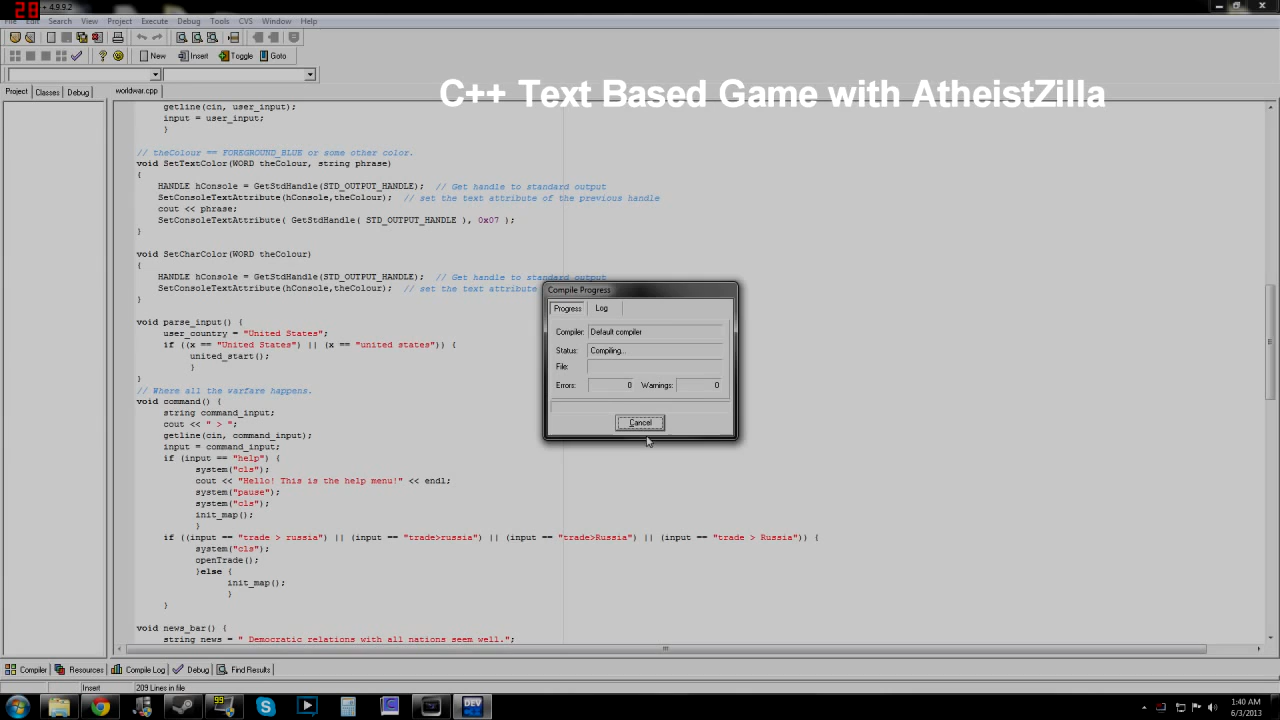 28
+ 4.9.9.2
File Edit Search View Project Execute Debug Tools CVS Window Help
New Insert Toggle Goto
C++ Text Based Game with AtheistZilla
Project Classes Debug worldwar.cpp
getline(cin, user_input);
input = user_input;
}
// theColour == FOREGROUND_BLUE or some other color.
void SetTextColor(WORD theColour, string phrase)
{
HANDLE hConsole = GetStdHandle(STD_OUTPUT_HANDLE); // Get handle to standard output
SetConsoleTextAttribute(hConsole,theColour); // set the text attribute of the previous handle
cout << phrase;
SetConsoleTextAttribute( GetStdHandle( STD_OUTPUT_HANDLE ), 0x07 );
}
void SetCharColor(WORD theColour)
{
HANDLE hConsole = GetStdHandle(STD_OUTPUT_HANDLE); // Get handle to standard output
SetConsoleTextAttribute(hConsole,theColour); // set the text attribute
}
void parse_input() {
user_country = "United States";
if ((x == "United States") || (x == "united states")) {
united_start();
}
}
// Where all the warfare happens.
void command() {
string command_input;
cout << " > ";
getline(cin, command_input);
input = command_input;
if (input == "help") {
system("cls");
cout << "Hello! This is the help menu!" << endl;
system("pause");
system("cls");
init_map();
}
if ((input == "trade > russia") || (input == "trade>russia") || (input == "trade>Russia") || (input == "trade > Russia")) {
system("cls");
openTrade();
}else {
init_map();
}
}
void news_bar() {
string news = " Democratic relations with all nations seem well.";
Compile Progress
Progress Log
Compiler: Default compiler
Status: Compiling...
File:
Errors: 0 Warnings: 0
Cancel
Compiler Resources Compile Log Debug Find Results
Insert 209 Lines in file
99
DEV
1:40 AM
6/3/2013